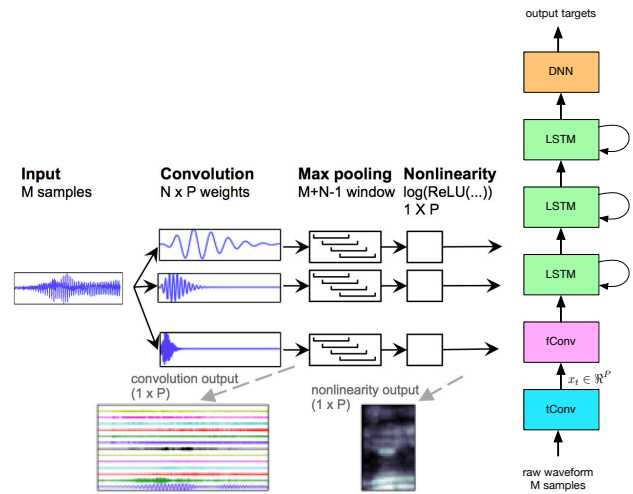 output targets
DNN
LSTM
LSTM
LSTM
fConv
x_t ∈ ℜ^P
tConv
raw waveform
M samples
Input
M samples
Convolution
N x P weights
Max pooling
M+N-1 window
Nonlinearity
log(ReLU(...))
1 X P
convolution output
(1 x P)
nonlinearity output
(1 x P)